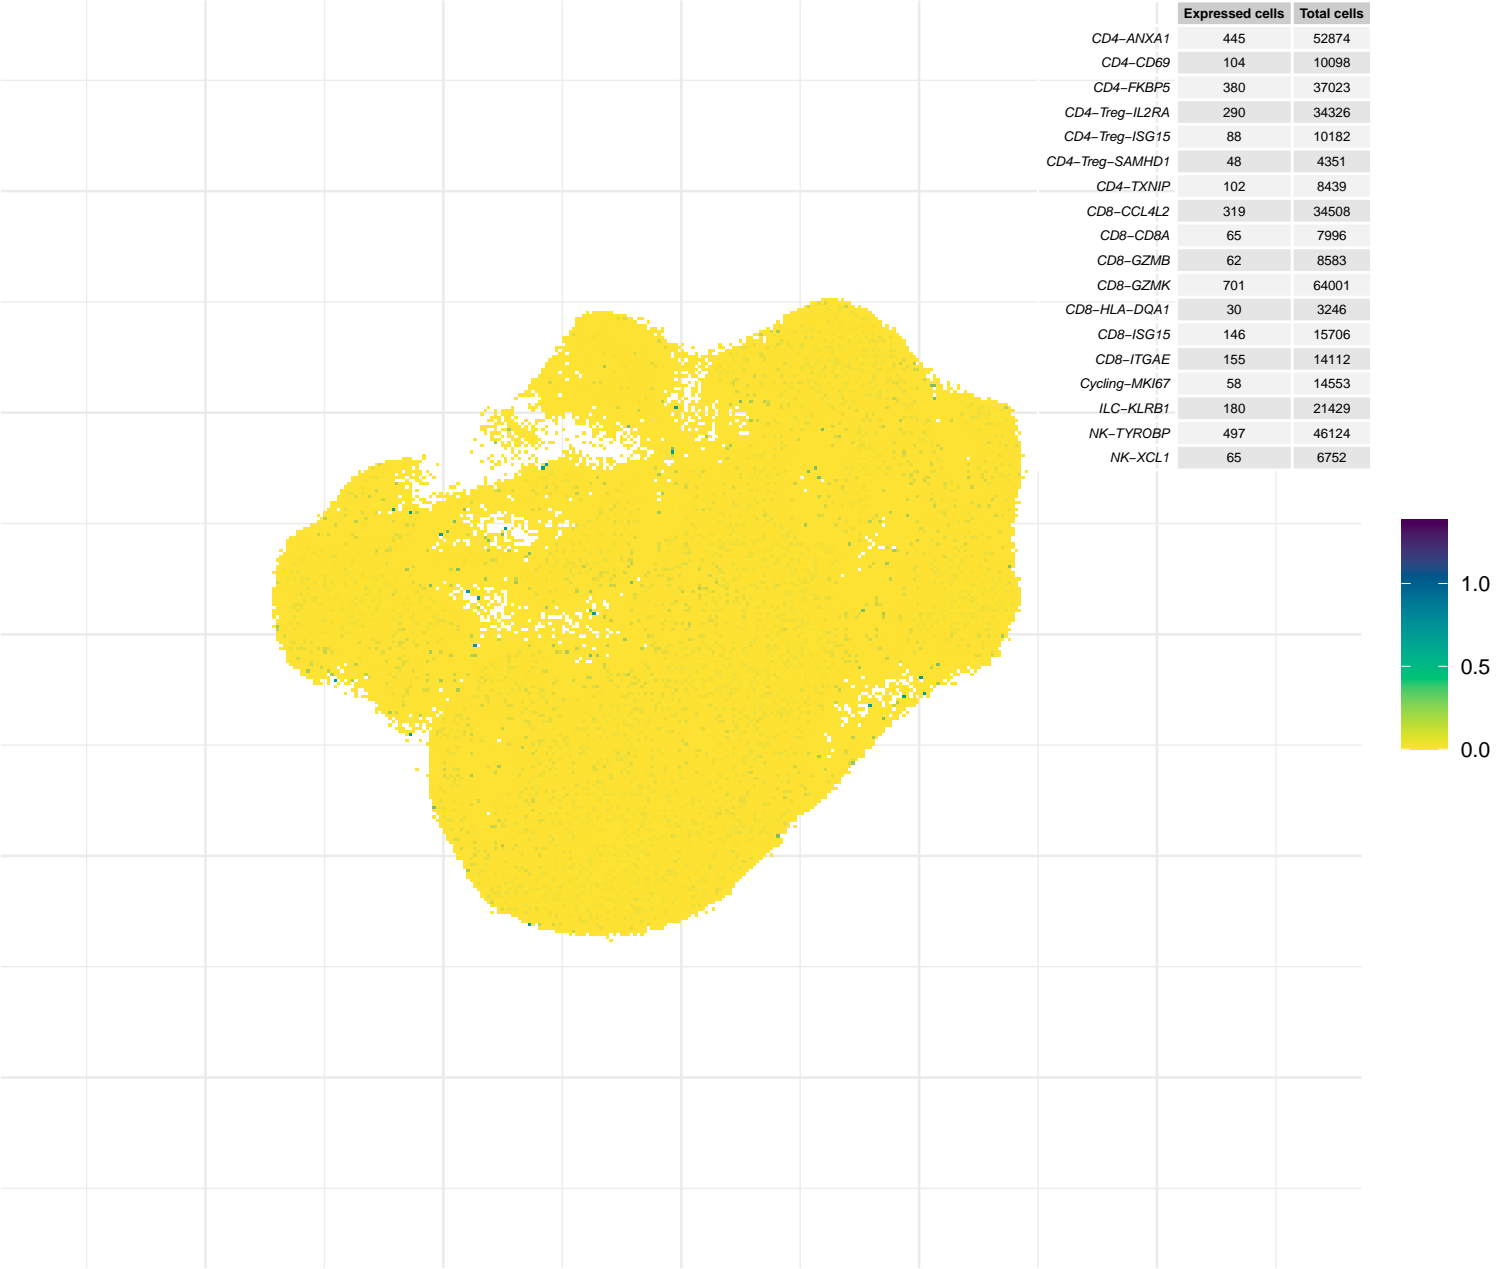 Expressed cells Total cells
CD4−ANXA1 445 52874
CD4−CD69 104 10098
CD4−FKBP5 380 37023
CD4−Treg−IL2RA 290 34326
CD4−Treg−ISG15 88 10182
CD4−Treg−SAMHD1 48 4351
CD4−TXNIP 102 8439
CD8−CCL4L2 319 34508
CD8−CD8A 65 7996
CD8−GZMB 62 8583
CD8−GZMK 701 64001
CD8−HLA−DQA1 30 3246
CD8−ISG15 146 15706
CD8−ITGAE 155 14112
Cycling−MKI67 58 14553
ILC−KLRB1 180 21429
NK−TYROBP 497 46124
NK−XCL1 65 6752
1.0
0.5
0.0